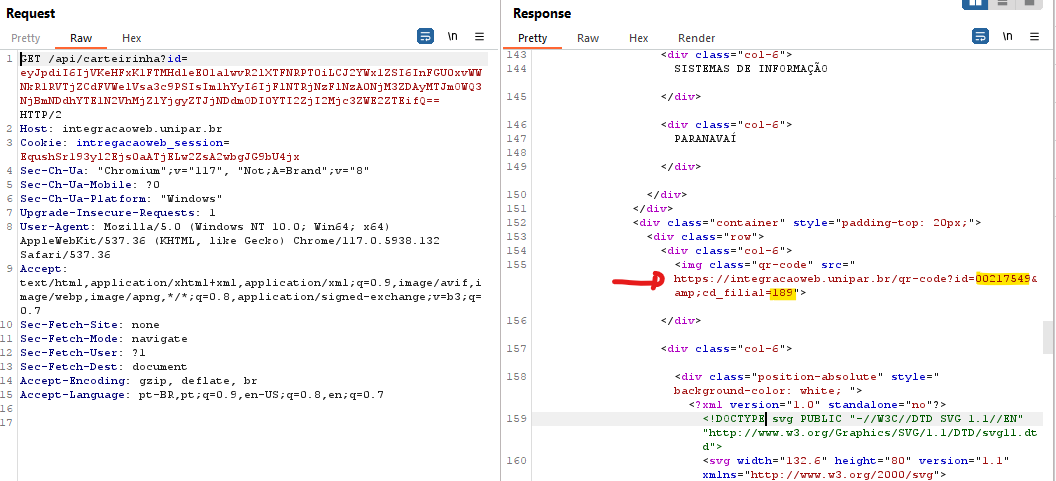 Request
Response
Pretty Raw Hex
\n
Pretty Raw Hex Render
\n
1 GET /api/carteirinha?id=
HTTP/2
2 Host: integracaoweb.unipar.br
3 Cookie: intregracaoweb_session=
4 Sec-Ch-Ua: "Chromium";v="117", "Not;A=Brand";v="8"
5 Sec-Ch-Ua-Mobile: ?0
6 Sec-Ch-Ua-Platform: "Windows"
7 Upgrade-Insecure-Requests: 1
8 User-Agent: Mozilla/5.0 (Windows NT 10.0; Win64; x64)
AppleWebKit/537.36 (KHTML, like Gecko) Chrome/117.0.5938.132
Safari/537.36
9 Accept:
text/html,application/xhtml+xml,application/xml;q=0.9,image/avif,i
mage/webp,image/apng,*/*;q=0.8,application/signed-exchange;v=b3;q=
0.7
10 Sec-Fetch-Site: none
11 Sec-Fetch-Mode: navigate
12 Sec-Fetch-User: ?1
13 Sec-Fetch-Dest: document
14 Accept-Encoding: gzip, deflate, br
15 Accept-Language: pt-BR,pt;q=0.9,en-US;q=0.8,en;q=0.7
16
17
143 <div class="col-6">
144 SISTEMAS DE INFORMAÇÃO
145 </div>
146 <div class="col-6">
147 PARANAVAÍ
148
149 </div>
150 </div>
151 </div>
152 <div class="container" style="padding-top: 20px;">
153 <div class="row">
154 <div class="col-6">
155 <img class="qr-code" src="
https://integracaoweb.unipar.br/qr-code?id=00217549&
amp;cd_filial=189">
156 </div>
157 <div class="col-6">
158 <div class="position-absolute" style="
background-color: white; ">
<?xml version="1.0" standalone="no"?>
159 <!DOCTYPE svg PUBLIC "-//W3C//DTD SVG 1.1//EN"
"http://www.w3.org/Graphics/SVG/1.1/DTD/svg11.dt
d">
160 <svg width="132.6" height="80" version="1.1"
xmlns="http://www.w3.org/2000/svg">